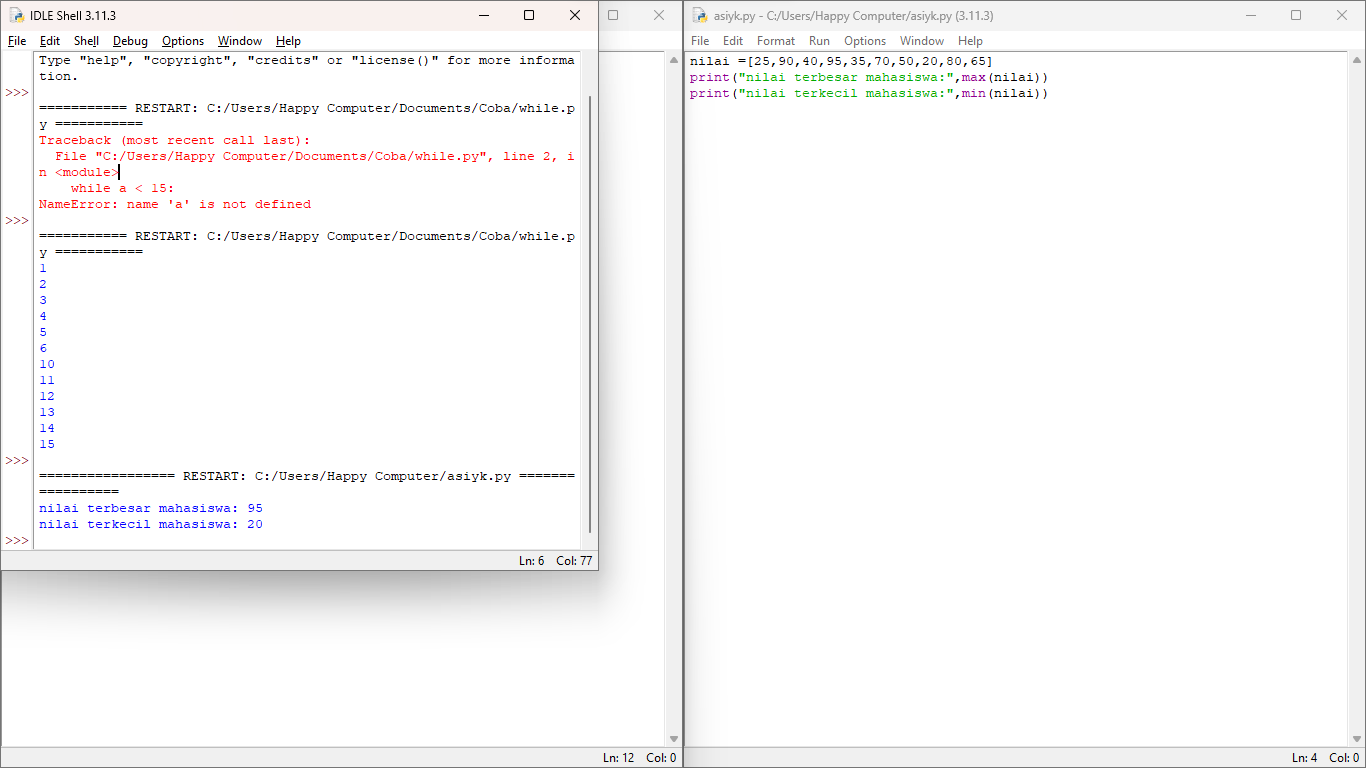 IDLE Shell 3.11.3
File Edit Shell Debug Options Window Help
Type "help", "copyright", "credits" or "license()" for more informa
tion.
>>>
=========== RESTART: C:/Users/Happy Computer/Documents/Coba/while.p
y ===========
Traceback (most recent call last):
  File "C:/Users/Happy Computer/Documents/Coba/while.py", line 2, i
n <module>
    while a < 15:
NameError: name 'a' is not defined
>>>
=========== RESTART: C:/Users/Happy Computer/Documents/Coba/while.p
y ===========
1
2
3
4
5
6
10
11
12
13
14
15
>>>
================= RESTART: C:/Users/Happy Computer/asiyk.py =======
==========
nilai terbesar mahasiswa: 95
nilai terkecil mahasiswa: 20
>>>
Ln: 6 Col: 77
Ln: 12 Col: 0
asiyk.py - C:/Users/Happy Computer/asiyk.py (3.11.3)
File Edit Format Run Options Window Help
nilai =[25,90,40,95,35,70,50,20,80,65]
print("nilai terbesar mahasiswa:",max(nilai))
print("nilai terkecil mahasiswa:",min(nilai))
Ln: 4 Col: 0